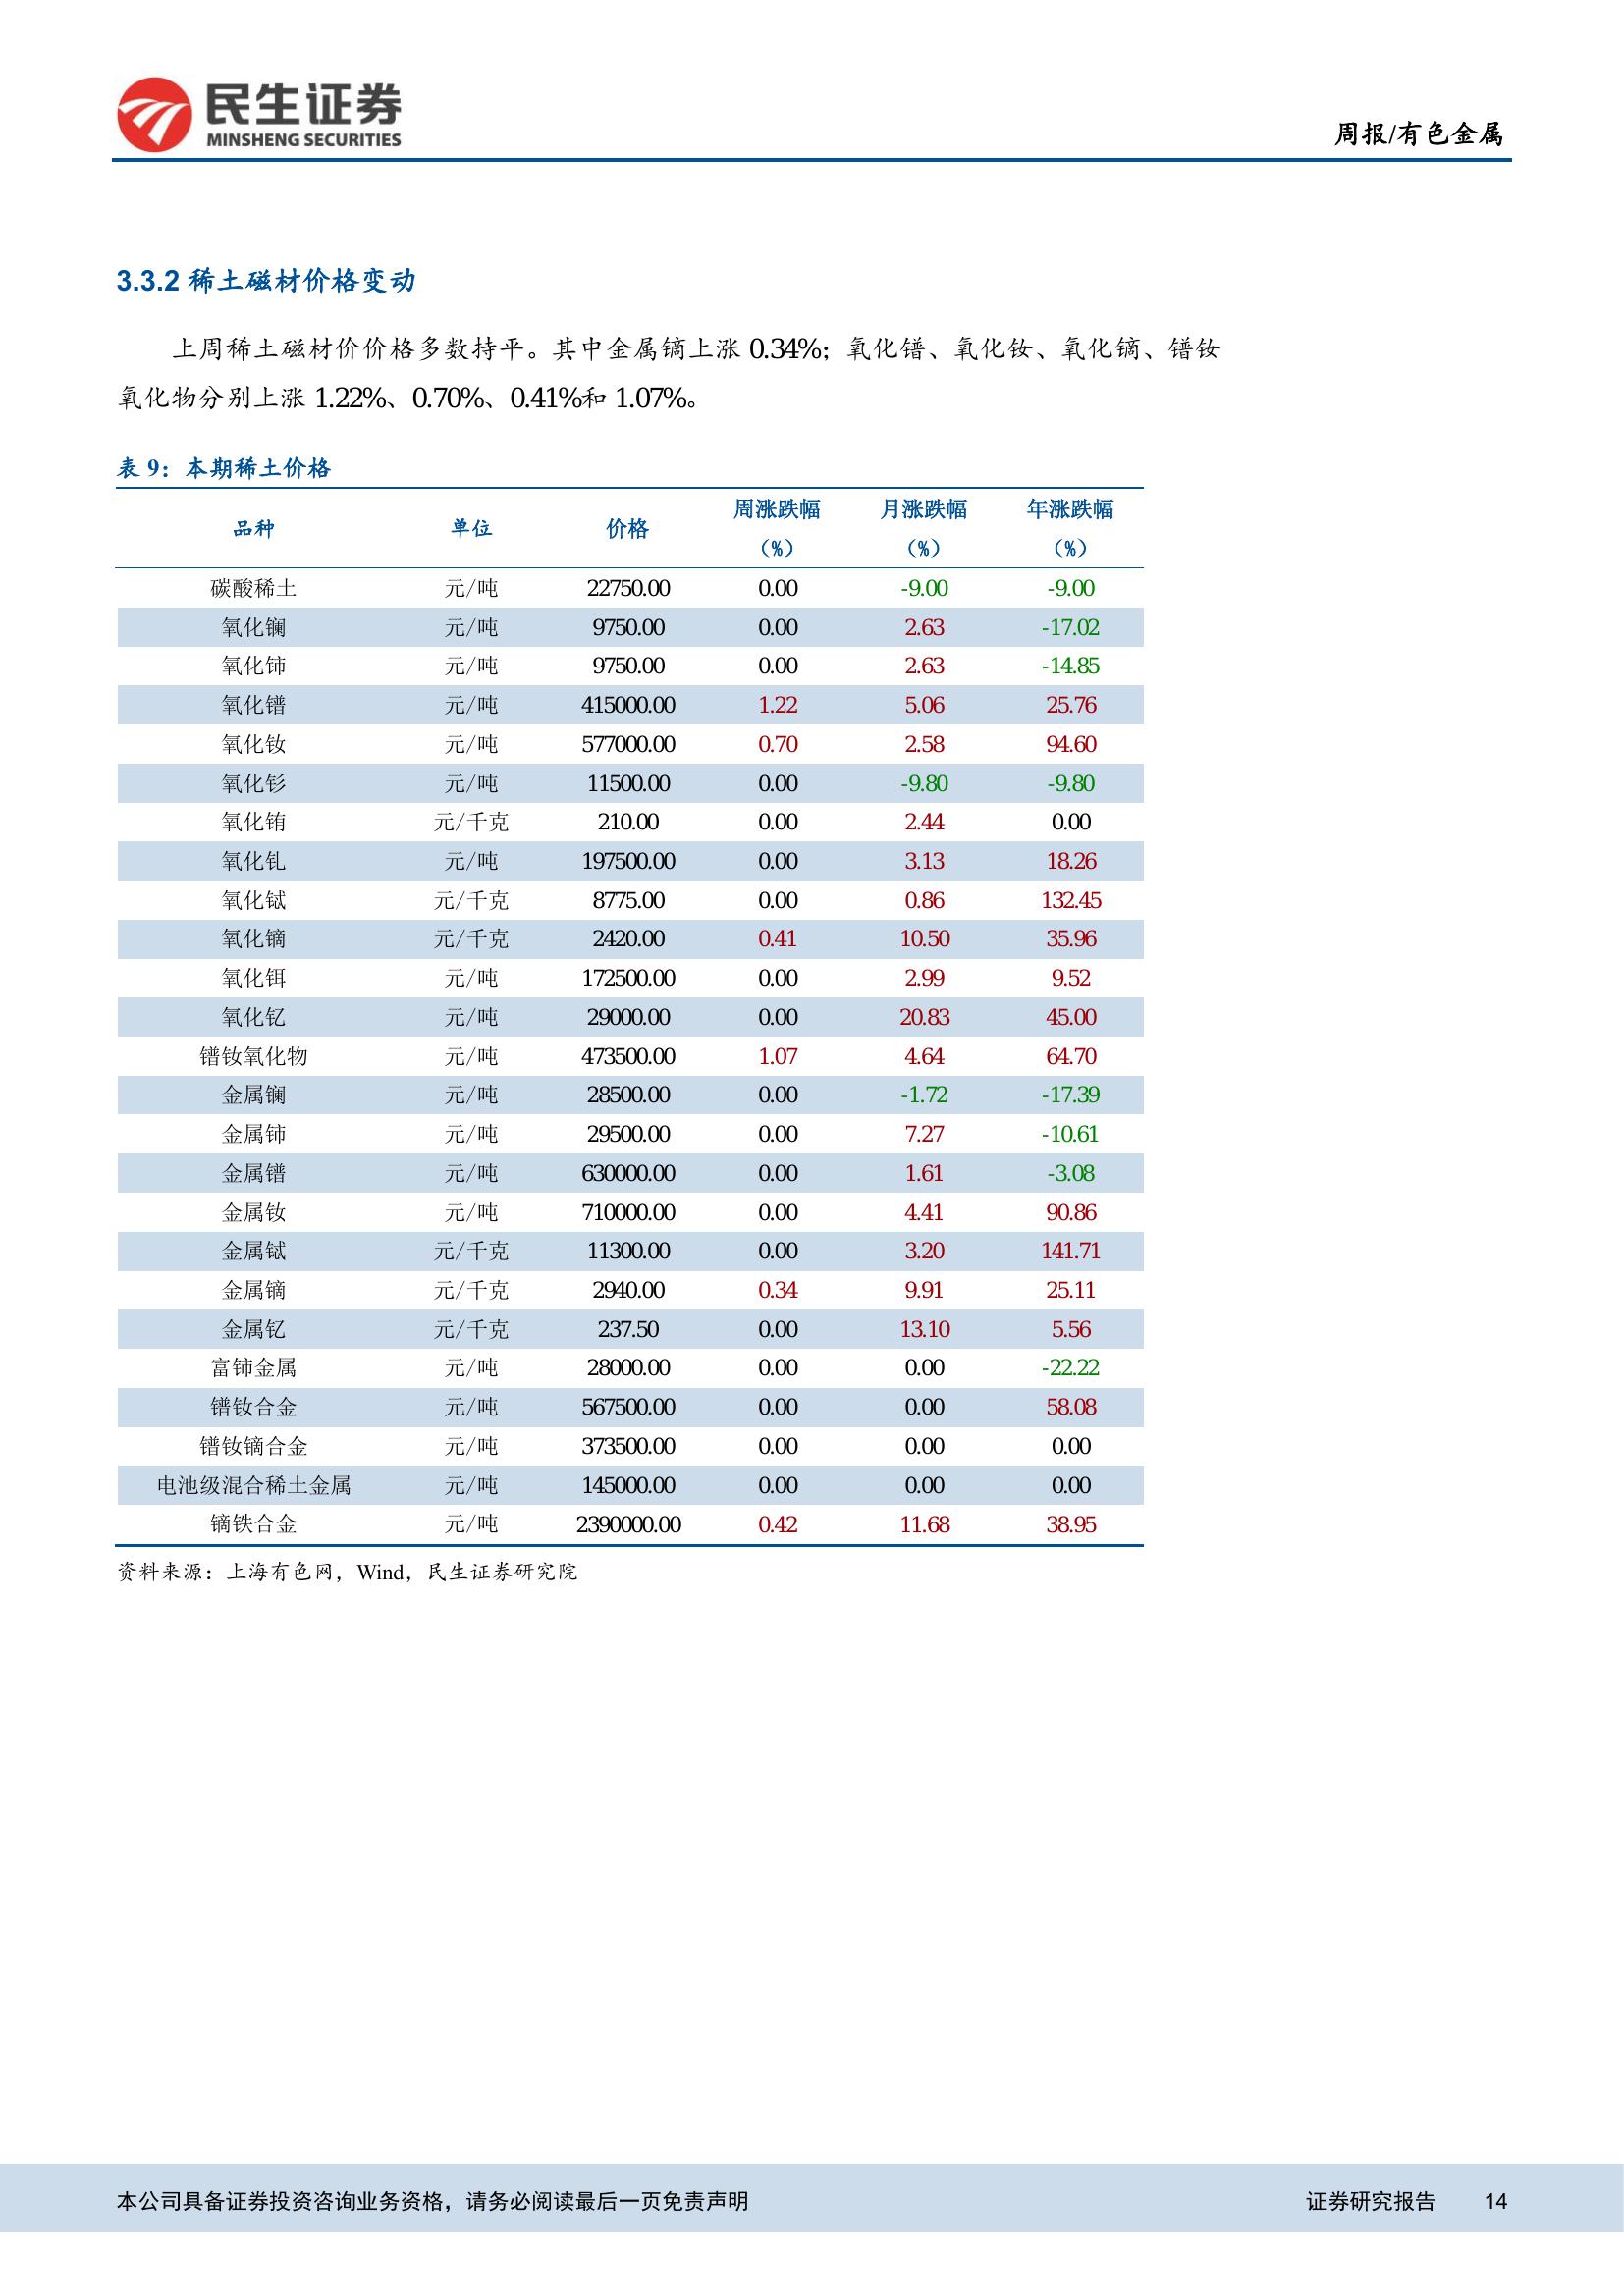 民生证券
MINSHENG SECURITIES
周报/有色金属
3.3.2 稀土磁材价格变动
上周稀土磁材价价格多数持平。其中金属镝上涨 0.34%；氧化镨、氧化钕、氧化镝、镨钕
氧化物分别上涨 1.22%、0.70%、0.41%和 1.07%。
表 9：本期稀土价格
品种 单位 价格 周涨跌幅（%） 月涨跌幅（%） 年涨跌幅（%）
碳酸稀土 元/吨 22750.00 0.00 -9.00 -9.00
氧化镧 元/吨 9750.00 0.00 2.63 -17.02
氧化铈 元/吨 9750.00 0.00 2.63 -14.85
氧化镨 元/吨 415000.00 1.22 5.06 25.76
氧化钕 元/吨 577000.00 0.70 2.58 94.60
氧化钐 元/吨 11500.00 0.00 -9.80 -9.80
氧化铕 元/千克 210.00 0.00 2.44 0.00
氧化钆 元/吨 197500.00 0.00 3.13 18.26
氧化铽 元/千克 8775.00 0.00 0.86 132.45
氧化镝 元/千克 2420.00 0.41 10.50 35.96
氧化铒 元/吨 172500.00 0.00 2.99 9.52
氧化钇 元/吨 29000.00 0.00 20.83 45.00
镨钕氧化物 元/吨 473500.00 1.07 4.64 64.70
金属镧 元/吨 28500.00 0.00 -1.72 -17.39
金属铈 元/吨 29500.00 0.00 7.27 -10.61
金属镨 元/吨 630000.00 0.00 1.61 -3.08
金属钕 元/吨 710000.00 0.00 4.41 90.86
金属铽 元/千克 11300.00 0.00 3.20 141.71
金属镝 元/千克 2940.00 0.34 9.91 25.11
金属钇 元/千克 237.50 0.00 13.10 5.56
富铈金属 元/吨 28000.00 0.00 0.00 -22.22
镨钕合金 元/吨 567500.00 0.00 0.00 58.08
镨钕镝合金 元/吨 373500.00 0.00 0.00 0.00
电池级混合稀土金属 元/吨 145000.00 0.00 0.00 0.00
镝铁合金 元/吨 2390000.00 0.42 11.68 38.95
资料来源：上海有色网，Wind，民生证券研究院
本公司具备证券投资咨询业务资格，请务必阅读最后一页免责声明 证券研究报告 14